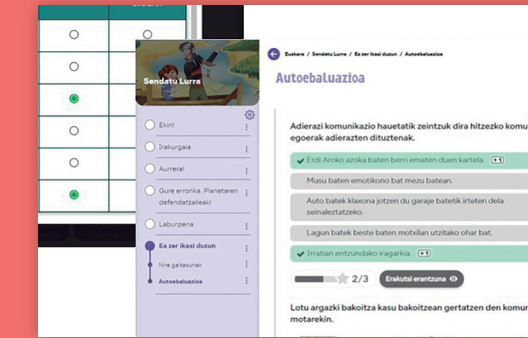 Sendatu Lurra
Ekin!
Irakurgaia
Aurrera!
Gure erronka. Planetaren
defendatzaileak!
Laburpena
Ea zer ikasi duzun
Nire gaitasunak
Autoebaluazioa
Euskara / Sendatu Lurra / Ea zer ikasi duzun / Autoebaluazioa
Autoebaluazioa
Adierazi komunikazio hauetatik zeintzuk dira hitzezko komu
egoerak adierazten dituztenak.
Erdi Aroko azoka baten berri ematen duen kartela. +1
Musu baten emotikono bat mezu batean.
Auto batek klaxona jotzen du garaje batetik irteten dela
seinaleztatzeko.
Lagun batek beste baten motxilan utzitako ohar bat.
Irratian entzundako iragarkia. +1
2/3 Erakutsi erantzuna
Lotu argazki bakoitza kasu bakoitzean gertatzen den komu
motarekin.